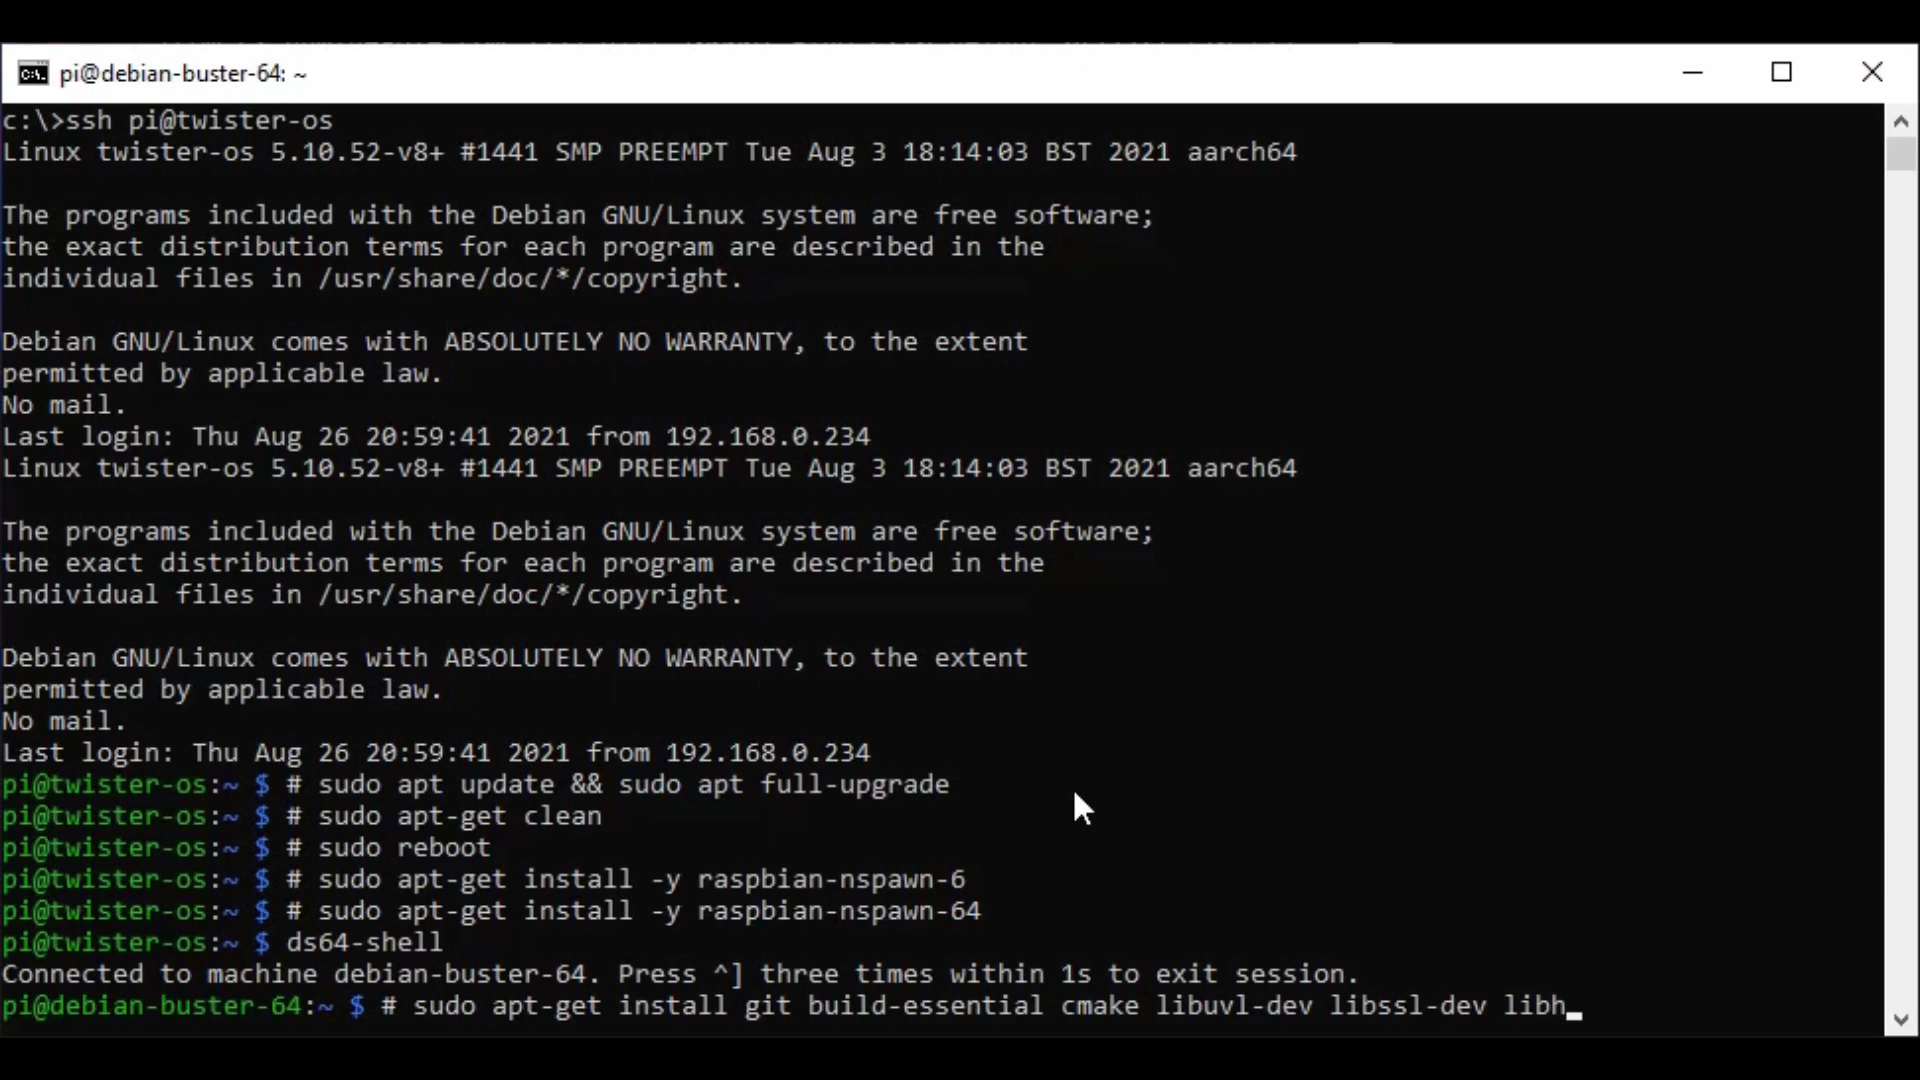 pi@debian-buster-64: ~
c:\>ssh pi@twister-os
Linux twister-os 5.10.52-v8+ #1441 SMP PREEMPT Tue Aug 3 18:14:03 BST 2021 aarch64
The programs included with the Debian GNU/Linux system are free software;
the exact distribution terms for each program are described in the
individual files in /usr/share/doc/*/copyright.
Debian GNU/Linux comes with ABSOLUTELY NO WARRANTY, to the extent
permitted by applicable law.
No mail.
Last login: Thu Aug 26 20:59:41 2021 from 192.168.0.234
Linux twister-os 5.10.52-v8+ #1441 SMP PREEMPT Tue Aug 3 18:14:03 BST 2021 aarch64
The programs included with the Debian GNU/Linux system are free software;
the exact distribution terms for each program are described in the
individual files in /usr/share/doc/*/copyright.
Debian GNU/Linux comes with ABSOLUTELY NO WARRANTY, to the extent
permitted by applicable law.
No mail.
Last login: Thu Aug 26 20:59:41 2021 from 192.168.0.234
pi@twister-os:~ $ # sudo apt update && sudo apt full-upgrade
pi@twister-os:~ $ # sudo apt-get clean
pi@twister-os:~ $ # sudo reboot
pi@twister-os:~ $ # sudo apt-get install -y raspbian-nspawn-6
pi@twister-os:~ $ # sudo apt-get install -y raspbian-nspawn-64
pi@twister-os:~ $ ds64-shell
Connected to machine debian-buster-64. Press ^] three times within 1s to exit session.
pi@debian-buster-64:~ $ # sudo apt-get install git build-essential cmake libuvl-dev libssl-dev libh